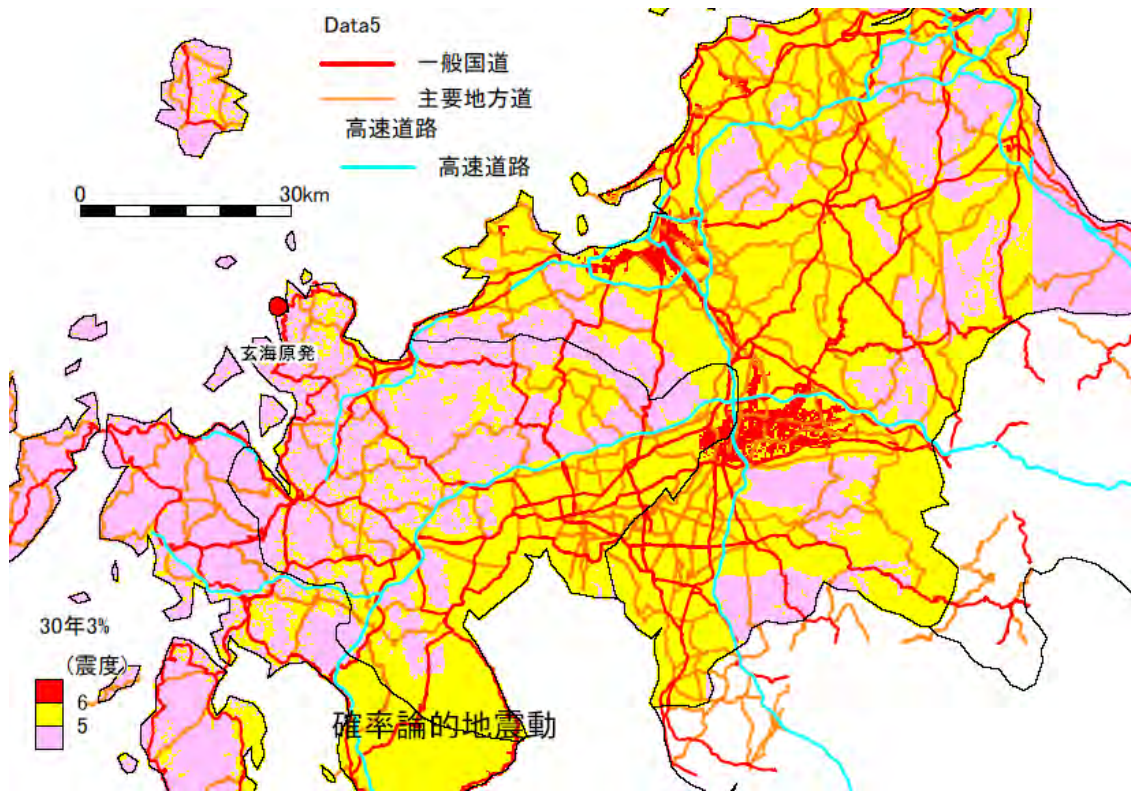 Data5
一般国道
主要地方道
高速道路
高速道路
0 30km
玄海原発
30年3%
(震度)
6
5
確率論的地震動